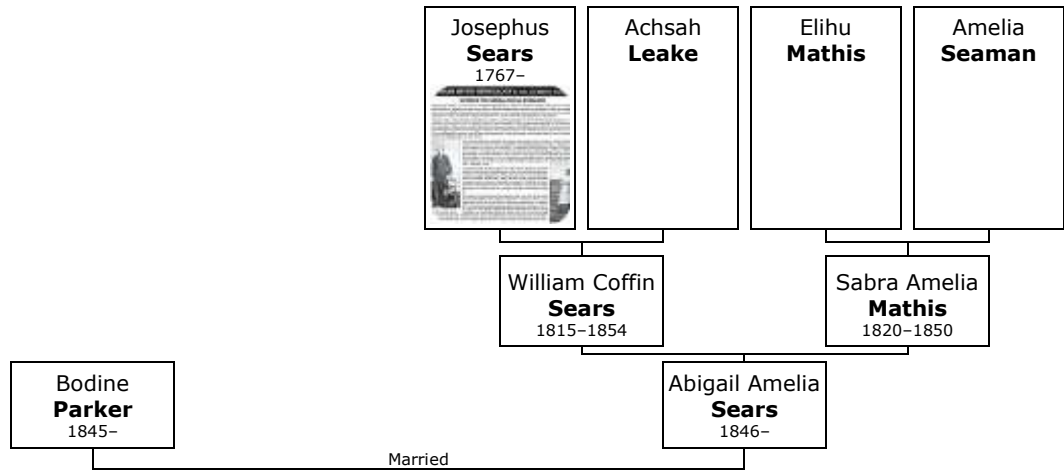 Josephus
Sears
1767–
Achsah
Leake
Elihu
Mathis
Amelia
Seaman
William Coffin
Sears
1815–1854
Sabra Amelia
Mathis
1820–1850
Bodine
Parker
1845–
Abigail Amelia
Sears
1846–
Married